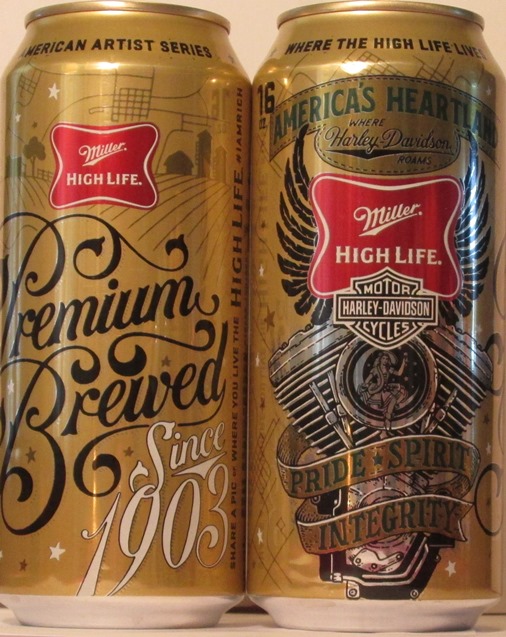 AMERICAN ARTIST SERIES
Miller
HIGH LIFE.
Premium
Brewed
Since
1903
SHARE A PIC – WHERE YOU LIVE THE HIGH LIFE. #IAMRICH
WHERE THE HIGH LIFE LIVES
16
OZ.
AMERICA'S HEARTLAND
WHERE
Harley-Davidson
ROAMS
Miller
HIGH LIFE.
MOTOR
HARLEY-DAVIDSON
CYCLES
PRIDE ★ SPIRIT
INTEGRITY